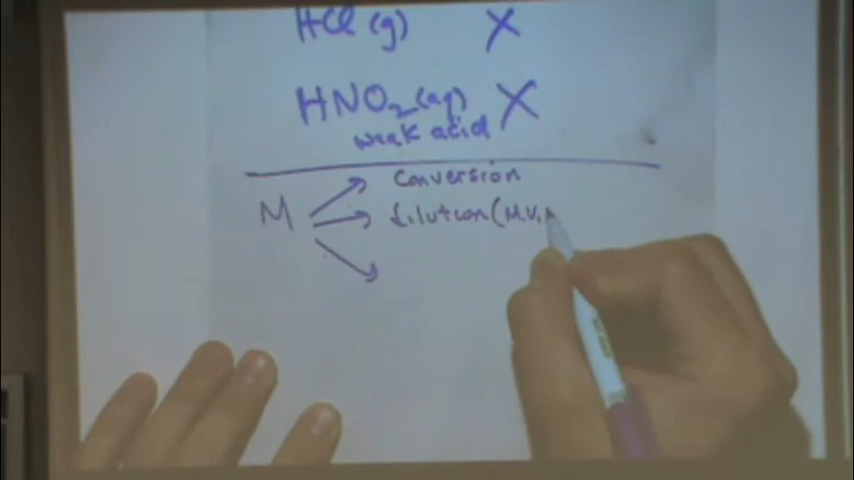 HCl (g) X
HNO₂ (aq) X
weak acid
conversion
M dilution (M₁V₁